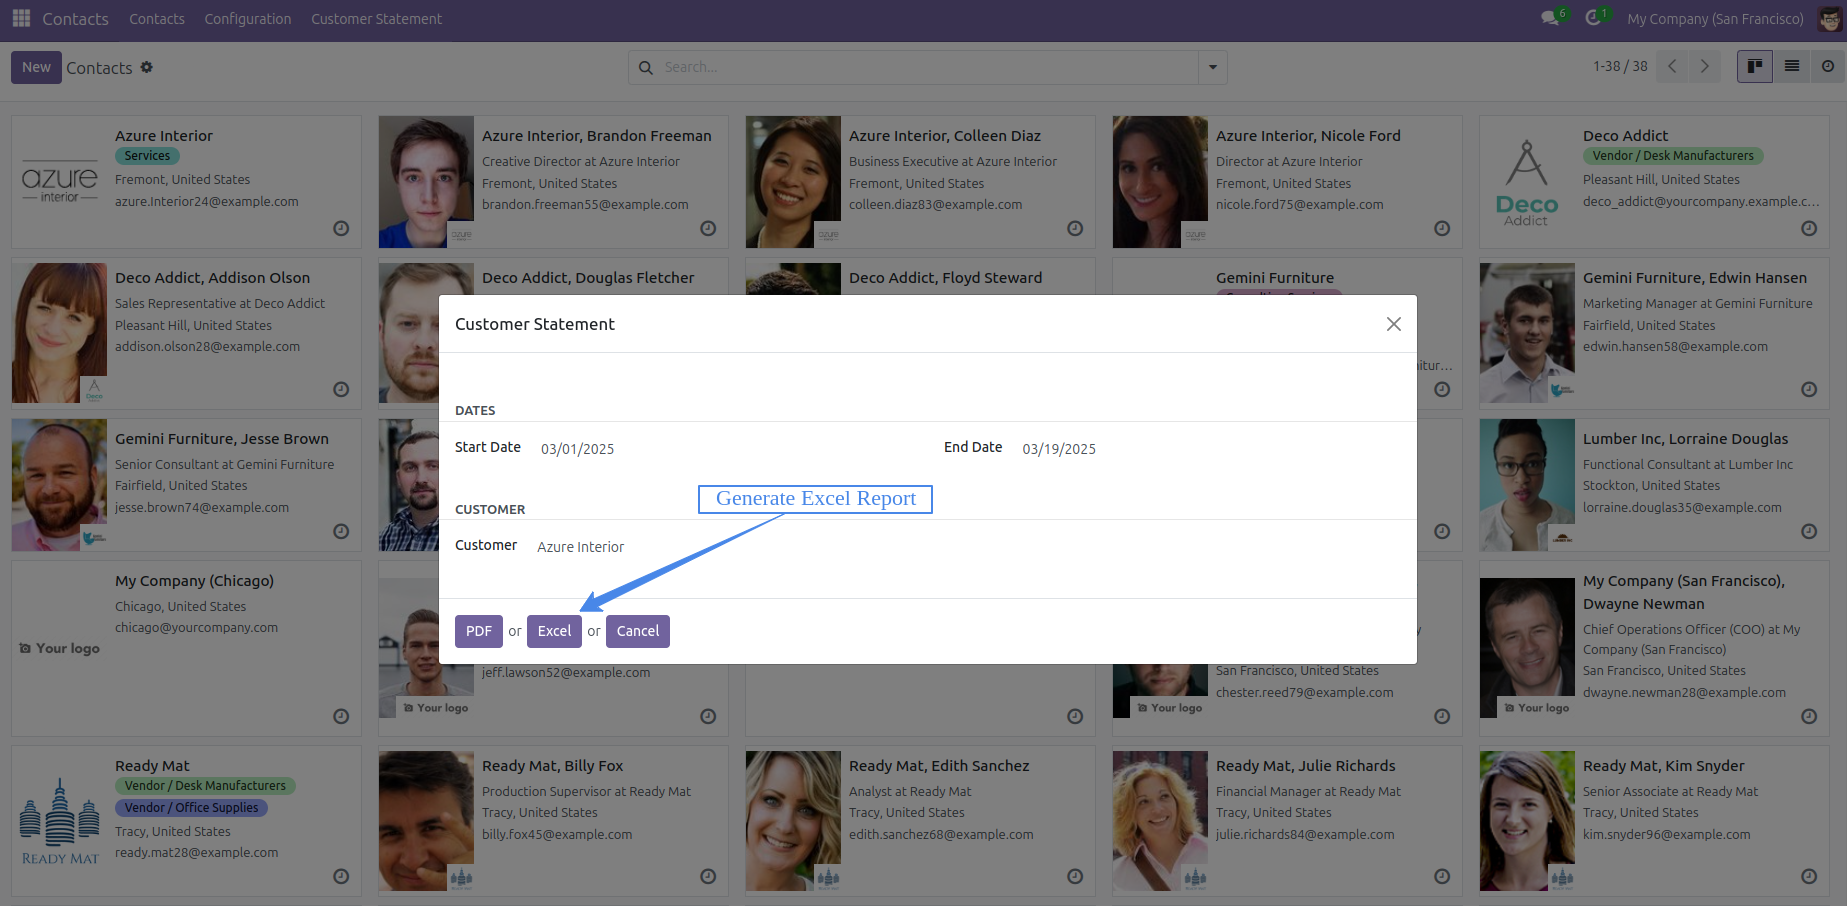 Contacts
Contacts
Configuration
Customer Statement
6
1
My Company (San Francisco)
New
Contacts
Search...
1-38 / 38
Azure Interior
Services
Fremont, United States
azure.Interior24@example.com
azure
interior
Azure Interior, Brandon Freeman
Creative Director at Azure Interior
Fremont, United States
brandon.freeman55@example.com
Azure Interior, Colleen Diaz
Business Executive at Azure Interior
Fremont, United States
colleen.diaz83@example.com
Azure Interior, Nicole Ford
Director at Azure Interior
Fremont, United States
nicole.ford75@example.com
Deco Addict
Vendor / Desk Manufacturers
Pleasant Hill, United States
deco_addict@yourcompany.example.c...
Deco
Addict
Deco Addict, Addison Olson
Sales Representative at Deco Addict
Pleasant Hill, United States
addison.olson28@example.com
Deco
Deco Addict, Douglas Fletcher
Deco Addict, Floyd Steward
Gemini Furniture
itur...
Gemini Furniture, Edwin Hansen
Marketing Manager at Gemini Furniture
Fairfield, United States
edwin.hansen58@example.com
Customer Statement
DATES
Start Date 03/01/2025
End Date 03/19/2025
Generate Excel Report
CUSTOMER
Customer Azure Interior
PDF or Excel or Cancel
Gemini Furniture, Jesse Brown
Senior Consultant at Gemini Furniture
Fairfield, United States
jesse.brown74@example.com
Lumber Inc, Lorraine Douglas
Functional Consultant at Lumber Inc
Stockton, United States
lorraine.douglas35@example.com
My Company (Chicago)
Chicago, United States
chicago@yourcompany.com
Your logo
jeff.lawson52@example.com
Your logo
y
San Francisco, United States
chester.reed79@example.com
Your logo
My Company (San Francisco),
Dwayne Newman
Chief Operations Officer (COO) at My
Company (San Francisco)
San Francisco, United States
dwayne.newman28@example.com
Your logo
Ready Mat
Vendor / Desk Manufacturers
Vendor / Office Supplies
Tracy, United States
ready.mat28@example.com
READY MAT
Ready Mat, Billy Fox
Production Supervisor at Ready Mat
Tracy, United States
billy.fox45@example.com
Ready Mat, Edith Sanchez
Analyst at Ready Mat
Tracy, United States
edith.sanchez68@example.com
Ready Mat, Julie Richards
Financial Manager at Ready Mat
Tracy, United States
julie.richards84@example.com
Ready Mat, Kim Snyder
Senior Associate at Ready Mat
Tracy, United States
kim.snyder96@example.com